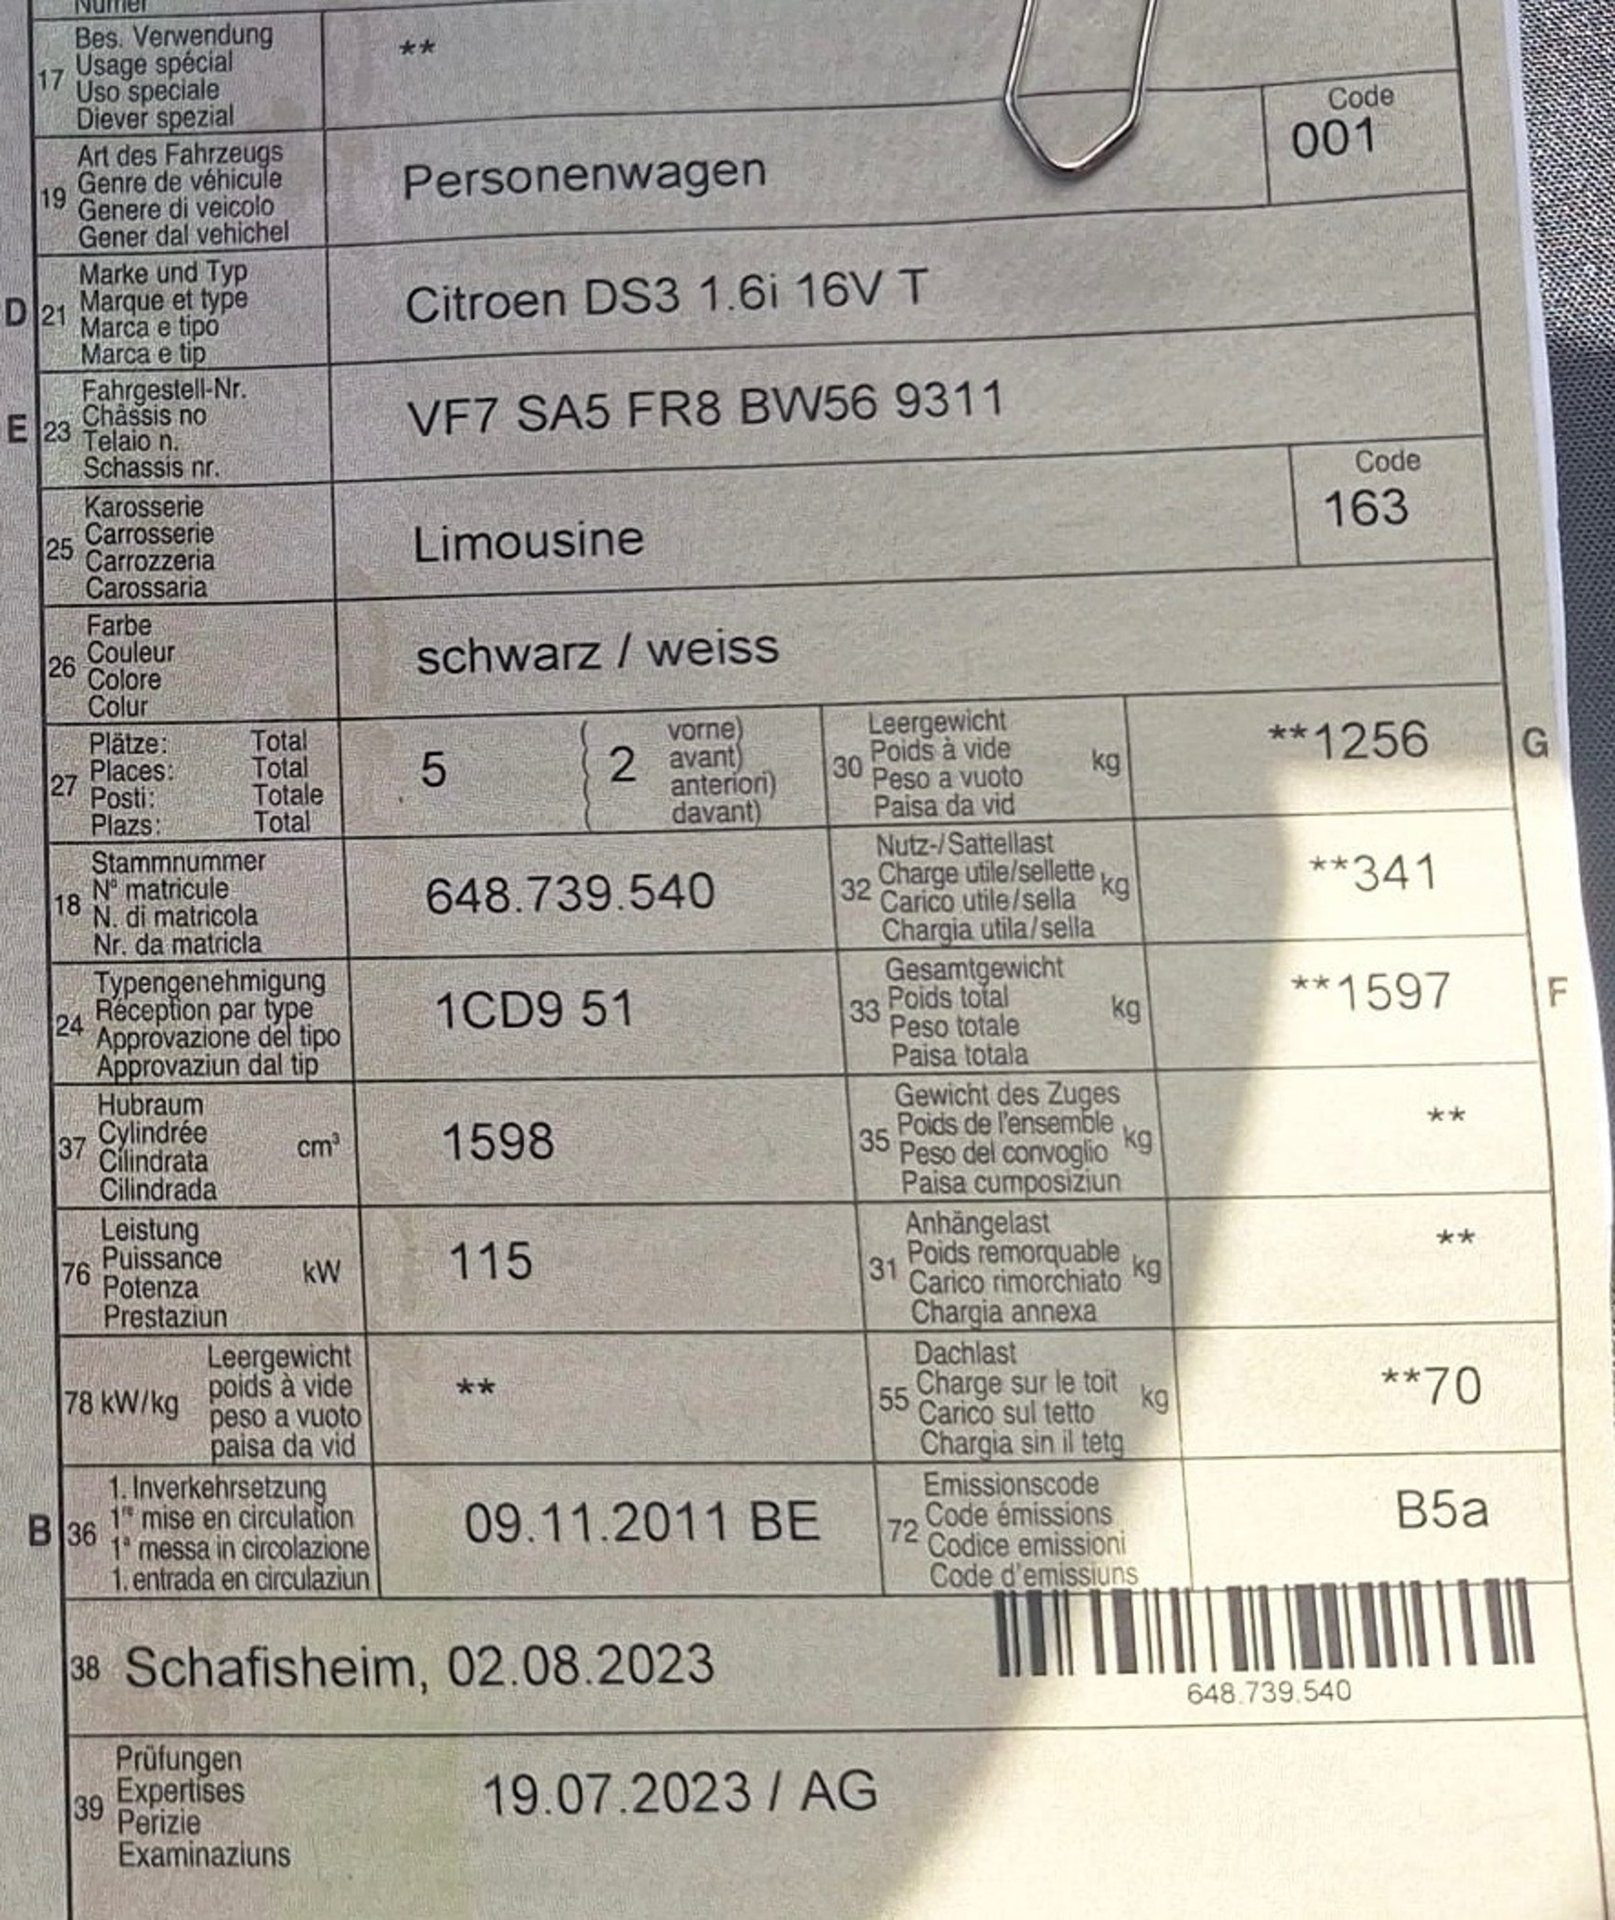 Numer
17 Bes. Verwendung
Usage spécial
Uso speciale
Diever spezial
**
19 Art des Fahrzeugs
Genre de véhicule
Genere di veicolo
Gener dal vehichel
Personenwagen
Code
001
D 21 Marke und Typ
Marque et type
Marca e tipo
Marca e tip
Citroen DS3 1.6i 16V T
E 23 Fahrgestell-Nr.
Châssis no
Telaio n.
Schassis nr.
VF7 SA5 FR8 BW56 9311
25 Karosserie
Carrosserie
Carrozzeria
Carossaria
Limousine
Code
163
26 Farbe
Couleur
Colore
Colur
schwarz / weiss
27 Plätze: Total
Places: Total
Posti: Totale
Plazs: Total
5 ( 2 vorne)
avant)
anteriori)
davant)
30 Leergewicht
Poids à vide kg
Peso a vuoto
Paisa da vid
**1256 G
18 Stammnummer
N° matricule
N. di matricola
Nr. da matricla
648.739.540
32 Nutz-/Sattellast
Charge utile/sellette kg
Carico utile/sella
Chargia utila/sella
**341
24 Typengenehmigung
Réception par type
Approvazione del tipo
Approvaziun dal tip
1CD9 51
33 Gesamtgewicht
Poids total kg
Peso totale
Paisa totala
**1597 F
37 Hubraum
Cylindrée cm³
Cilindrata
Cilindrada
1598
35 Gewicht des Zuges
Poids de l'ensemble kg
Peso del convoglio
Paisa cumposiziun
**
76 Leistung
Puissance kW
Potenza
Prestaziun
115
31 Anhängelast
Poids remorquable kg
Carico rimorchiato
Chargia annexa
**
78 kW/kg Leergewicht
poids à vide
peso a vuoto
paisa da vid
**
55 Dachlast
Charge sur le toit kg
Carico sul tetto
Chargia sin il tetg
**70
B 36 1. Inverkehrsetzung
1re mise en circulation
1a messa in circolazione
1. entrada en circulaziun
09.11.2011 BE
72 Emissionscode
Code émissions
Codice emissioni
Code d'emissiuns
B5a
38 Schafisheim, 02.08.2023
648.739.540
39 Prüfungen
Expertises
Perizie
Examinaziuns
19.07.2023 / AG